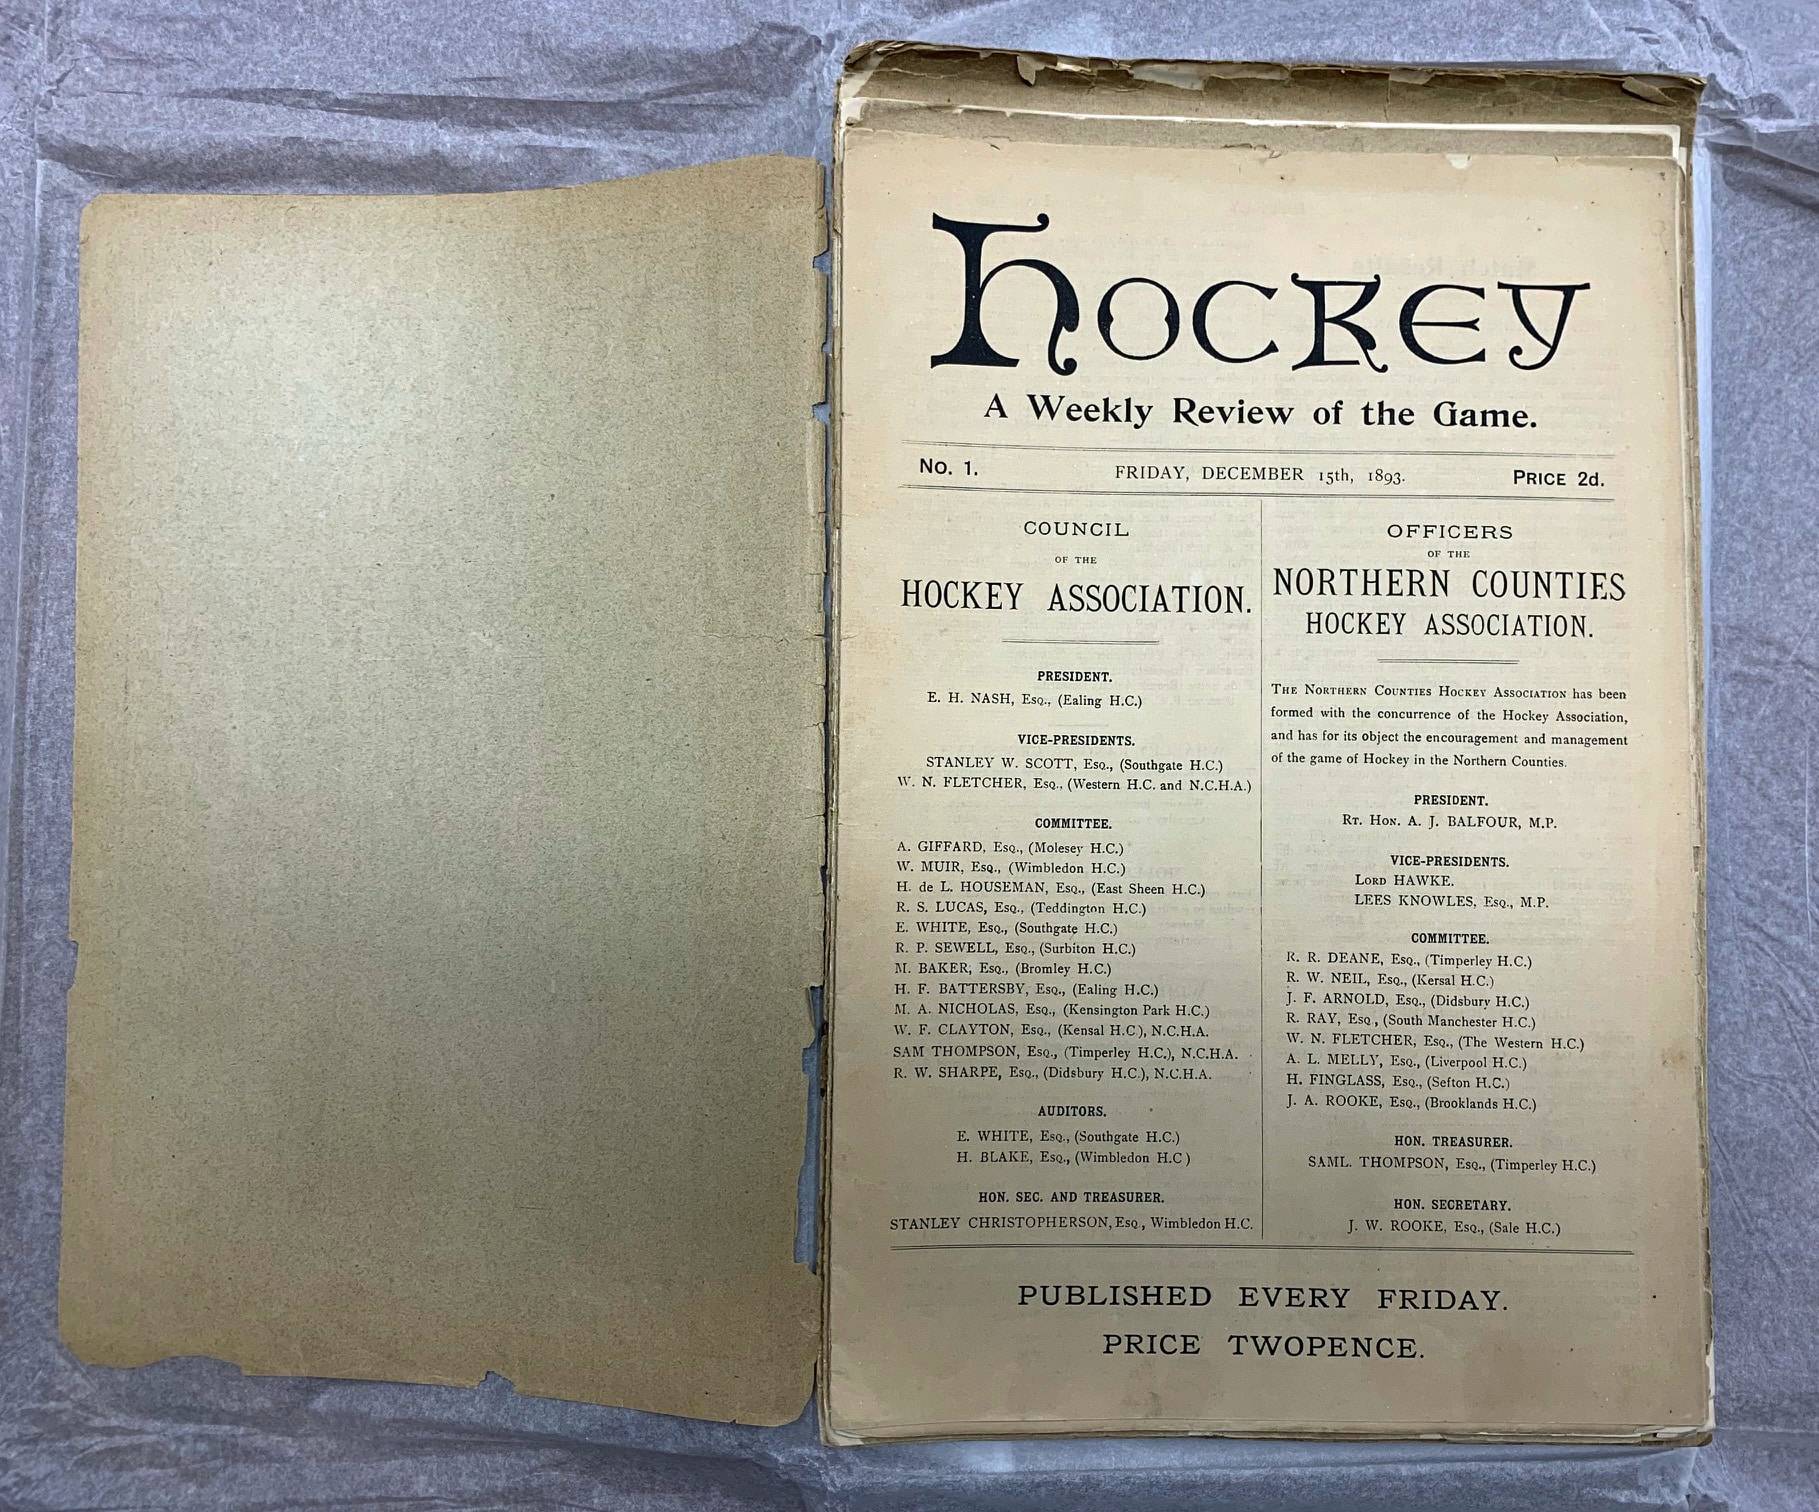 Hockey
A Weekly Review of the Game.
No. 1.
FRIDAY, DECEMBER 15th, 1893.
PRICE 2d.
COUNCIL
OF THE
HOCKEY ASSOCIATION.
PRESIDENT.
E. H. NASH, Esq., (Ealing H.C.)
VICE-PRESIDENTS.
STANLEY W. SCOTT, Esq., (Southgate H.C.)
W. N. FLETCHER, Esq., (Western H.C. and N.C.H.A.)
COMMITTEE.
A. GIFFARD, Esq., (Molesey H.C.)
W. MUIR, Esq., (Wimbledon H.C.)
H. de L. HOUSEMAN, Esq., (East Sheen H.C.)
R. S. LUCAS, Esq., (Teddington H.C.)
E. WHITE, Esq., (Southgate H.C.)
R. P. SEWELL, Esq., (Surbiton H.C.)
M. BAKER, Esq., (Bromley H.C.)
H. F. BATTERSBY, Esq., (Ealing H.C.)
M. A. NICHOLAS, Esq., (Kensington Park H.C.)
W. F. CLAYTON, Esq., (Kensal H.C), N.C.H.A.
SAM THOMPSON, Esq., (Timperley H.C.), N.C.H.A.
R. W. SHARPE, Esq., (Didsbury H.C.), N.C.H.A.
AUDITORS.
E. WHITE, Esq., (Southgate H.C.)
H. BLAKE, Esq., (Wimbledon H.C )
HON. SEC. AND TREASURER.
STANLEY CHRISTOPHERSON, Esq , Wimbledon H.C.
OFFICERS
OF THE
NORTHERN COUNTIES
HOCKEY ASSOCIATION.
THE NORTHERN COUNTIES HOCKEY ASSOCIATION has been
formed with the concurrence of the Hockey Association,
and has for its object the encouragement and management
of the game of Hockey in the Northern Counties.
PRESIDENT.
RT. HON. A. J. BALFOUR, M.P.
VICE-PRESIDENTS.
LORD HAWKE.
LEES KNOWLES, Esq., M.P.
COMMITTEE.
R. R. DEANE, Esq., (Timperley H.C.)
R. W. NEIL, Esq., (Kersal H.C.)
J. F. ARNOLD, Esq., (Didsbury H.C.)
R. RAY, Esq , (South Manchester H.C.)
W. N. FLETCHER, Esq., (The Western H.C.)
A. L. MELLY, Esq., (Liverpool H.C.)
H. FINGLASS, Esq., (Sefton H.C.)
J. A. ROOKE, Esq., (Brooklands H.C.)
HON. TREASURER.
SAML. THOMPSON, Esq., (Timperley H.C.)
HON. SECRETARY.
J. W. ROOKE, Esq., (Sale H.C.)
PUBLISHED EVERY FRIDAY.
PRICE TWOPENCE.